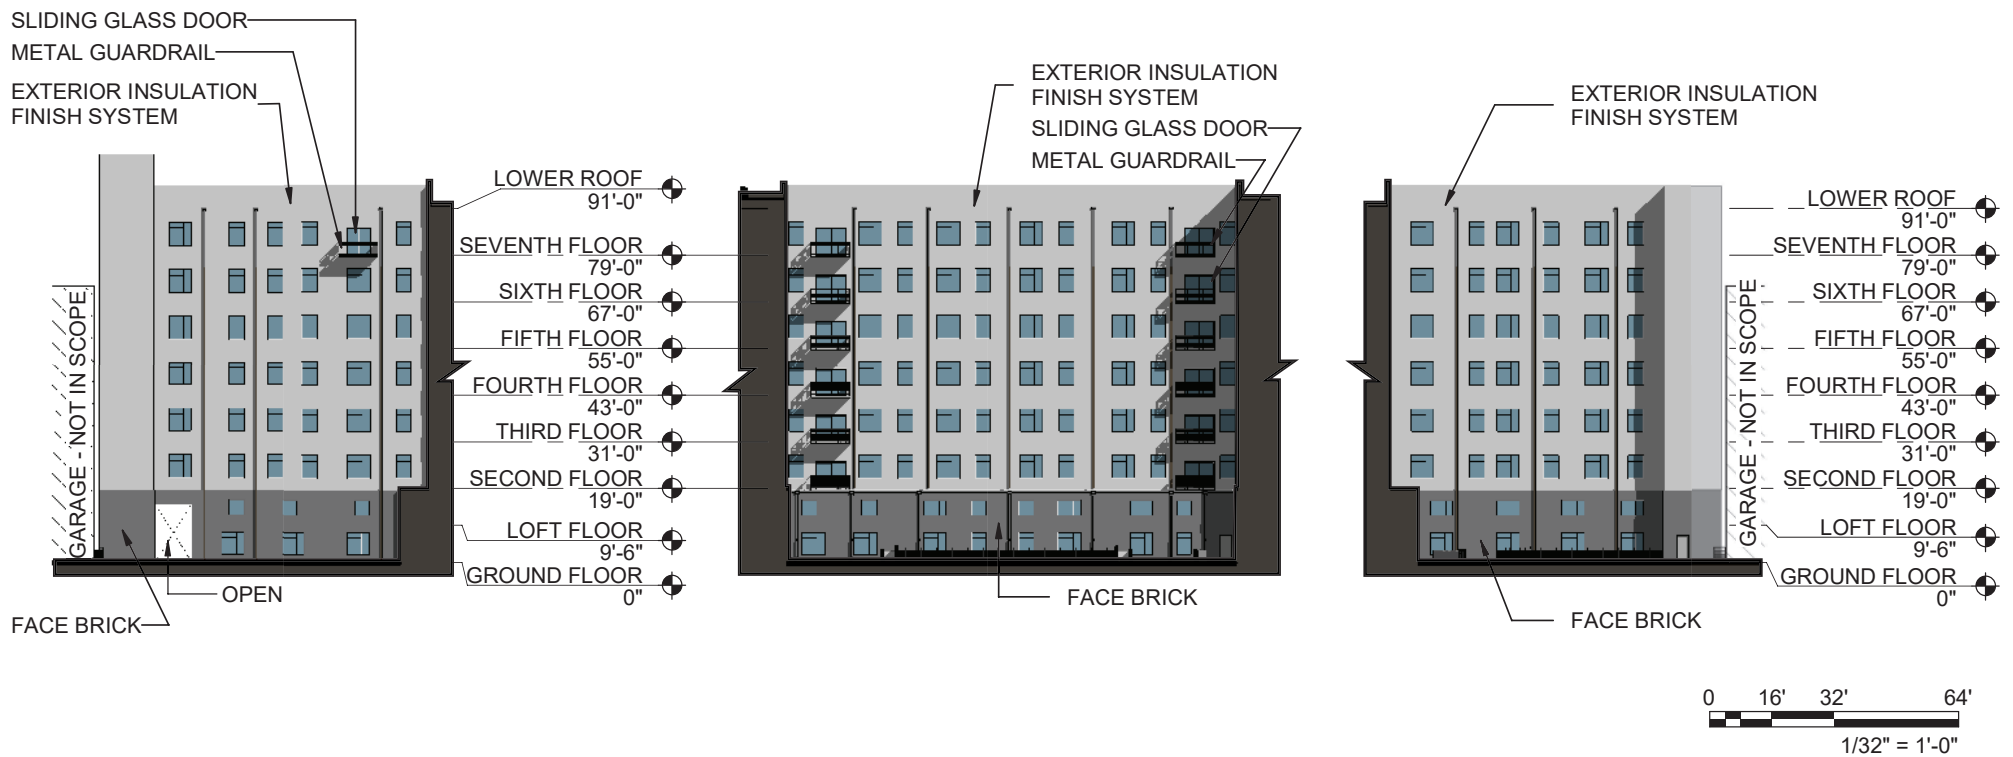 SLIDING GLASS DOOR
METAL GUARDRAIL
EXTERIOR INSULATION
FINISH SYSTEM
LOWER ROOF
91'-0"
SEVENTH FLOOR
79'-0"
SIXTH FLOOR
67'-0"
FIFTH FLOOR
55'-0"
FOURTH FLOOR
43'-0"
THIRD FLOOR
31'-0"
SECOND FLOOR
19'-0"
LOFT FLOOR
9'-6"
GROUND FLOOR
0"
GARAGE - NOT IN SCOPE
OPEN
FACE BRICK
EXTERIOR INSULATION
FINISH SYSTEM
SLIDING GLASS DOOR
METAL GUARDRAIL
FACE BRICK
EXTERIOR INSULATION
FINISH SYSTEM
LOWER ROOF
91'-0"
SEVENTH FLOOR
79'-0"
SIXTH FLOOR
67'-0"
FIFTH FLOOR
55'-0"
FOURTH FLOOR
43'-0"
THIRD FLOOR
31'-0"
SECOND FLOOR
19'-0"
LOFT FLOOR
9'-6"
GROUND FLOOR
0"
GARAGE - NOT IN SCOPE
FACE BRICK
0 16' 32' 64'
1/32" = 1'-0"